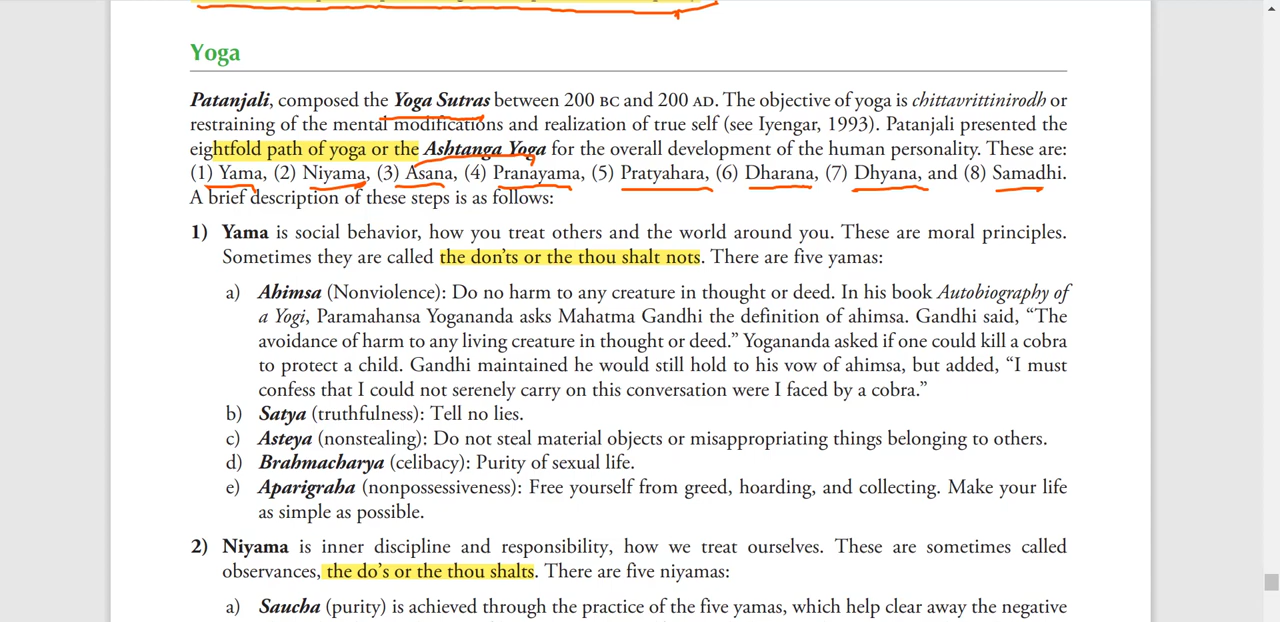 Yoga
Patanjali, composed the Yoga Sutras between 200 BC and 200 AD. The objective of yoga is chittavrittinirodh or
restraining of the mental modifications and realization of true self (see Iyengar, 1993). Patanjali presented the
eightfold path of yoga or the Ashtanga Yoga for the overall development of the human personality. These are:
(1) Yama, (2) Niyama, (3) Asana, (4) Pranayama, (5) Pratyahara, (6) Dharana, (7) Dhyana, and (8) Samadhi.
A brief description of these steps is as follows:
1) Yama is social behavior, how you treat others and the world around you. These are moral principles.
Sometimes they are called the don'ts or the thou shalt nots. There are five yamas:
a) Ahimsa (Nonviolence): Do no harm to any creature in thought or deed. In his book Autobiography of
a Yogi, Paramahansa Yogananda asks Mahatma Gandhi the definition of ahimsa. Gandhi said, “The
avoidance of harm to any living creature in thought or deed.” Yogananda asked if one could kill a cobra
to protect a child. Gandhi maintained he would still hold to his vow of ahimsa, but added, “I must
confess that I could not serenely carry on this conversation were I faced by a cobra.”
b) Satya (truthfulness): Tell no lies.
c) Asteya (nonstealing): Do not steal material objects or misappropriating things belonging to others.
d) Brahmacharya (celibacy): Purity of sexual life.
e) Aparigraha (nonpossessiveness): Free yourself from greed, hoarding, and collecting. Make your life
as simple as possible.
2) Niyama is inner discipline and responsibility, how we treat ourselves. These are sometimes called
observances, the do's or the thou shalts. There are five niyamas:
a) Saucha (purity) is achieved through the practice of the five yamas, which help clear away the negative